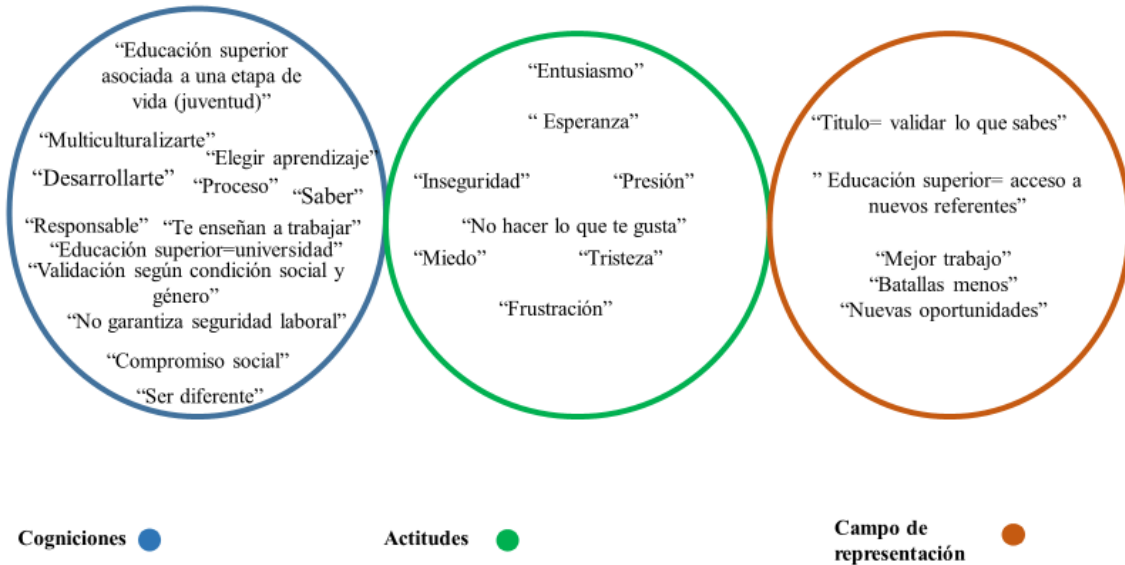 “Educación superior
asociada a una etapa de
vida (juventud)”
“Multiculturalizarte”
“Elegir aprendizaje”
“Desarrollarte”
“Proceso”
“Saber”
“Responsable”
“Te enseñan a trabajar”
“Educación superior=universidad”
“Validación según condición social y
género”
“No garantiza seguridad laboral”
“Compromiso social”
“Ser diferente”
“Entusiasmo”
“ Esperanza”
“Inseguridad”
“Presión”
“No hacer lo que te gusta”
“Miedo”
“Tristeza”
“Frustración”
“Titulo= validar lo que sabes”
” Educación superior= acceso a
nuevos referentes”
“Mejor trabajo”
“Batallas menos”
“Nuevas oportunidades”
Cogniciones
Actitudes
Campo de
representación